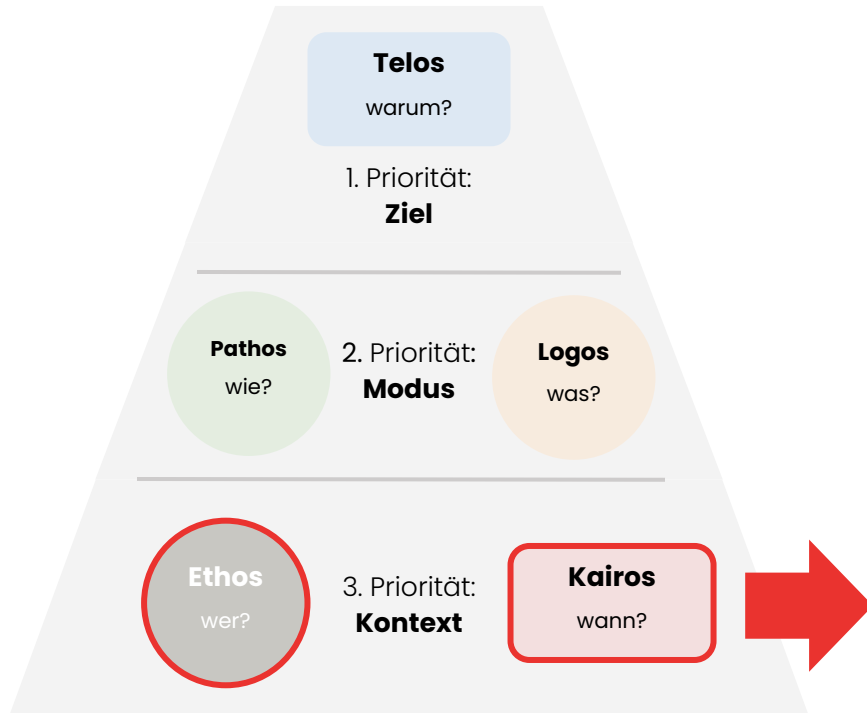 Telos
warum?
1. Priorität:
Ziel
Pathos
wie?
2. Priorität:
Modus
Logos
was?
Ethos
wer?
3. Priorität:
Kontext
Kairos
wann?